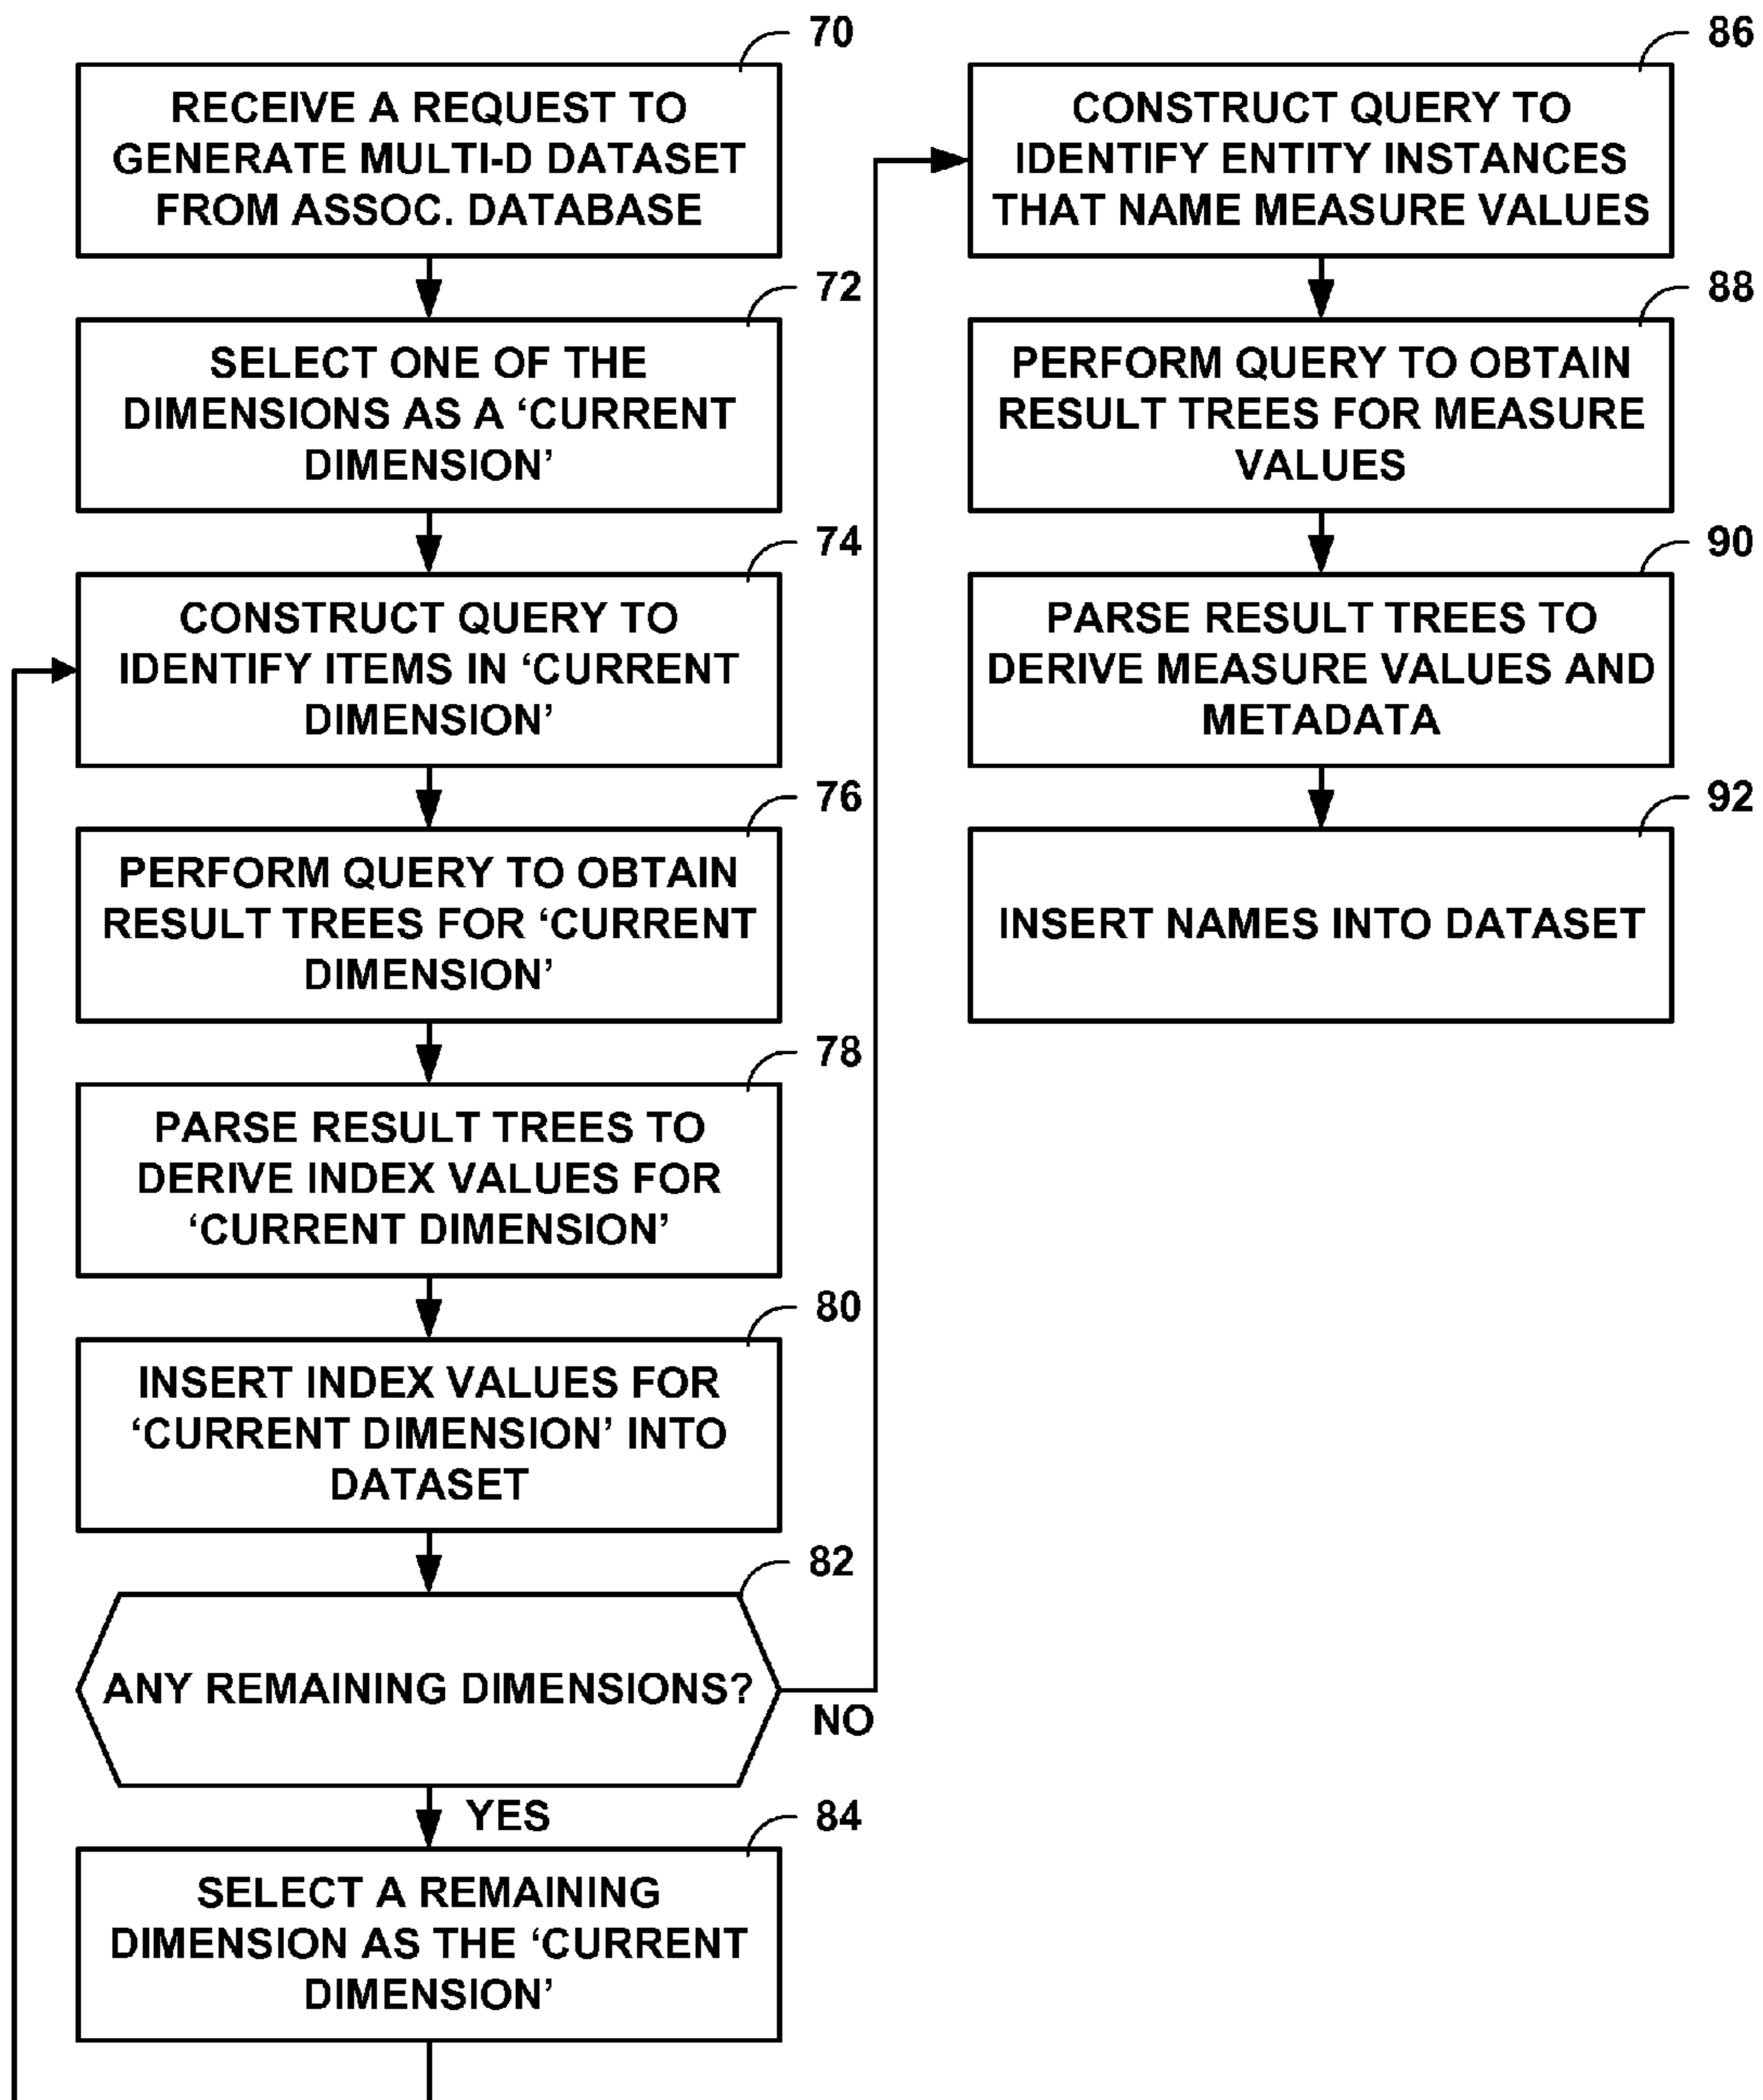 70
RECEIVE A REQUEST TO
GENERATE MULTI-D DATASET
FROM ASSOC. DATABASE
72
SELECT ONE OF THE
DIMENSIONS AS A ‘CURRENT
DIMENSION’
74
CONSTRUCT QUERY TO
IDENTIFY ITEMS IN ‘CURRENT
DIMENSION’
76
PERFORM QUERY TO OBTAIN
RESULT TREES FOR ‘CURRENT
DIMENSION’
78
PARSE RESULT TREES TO
DERIVE INDEX VALUES FOR
‘CURRENT DIMENSION’
80
INSERT INDEX VALUES FOR
‘CURRENT DIMENSION’ INTO
DATASET
82
ANY REMAINING DIMENSIONS?
NO
YES
84
SELECT A REMAINING
DIMENSION AS THE ‘CURRENT
DIMENSION’
86
CONSTRUCT QUERY TO
IDENTIFY ENTITY INSTANCES
THAT NAME MEASURE VALUES
88
PERFORM QUERY TO OBTAIN
RESULT TREES FOR MEASURE
VALUES
90
PARSE RESULT TREES TO
DERIVE MEASURE VALUES AND
METADATA
92
INSERT NAMES INTO DATASET